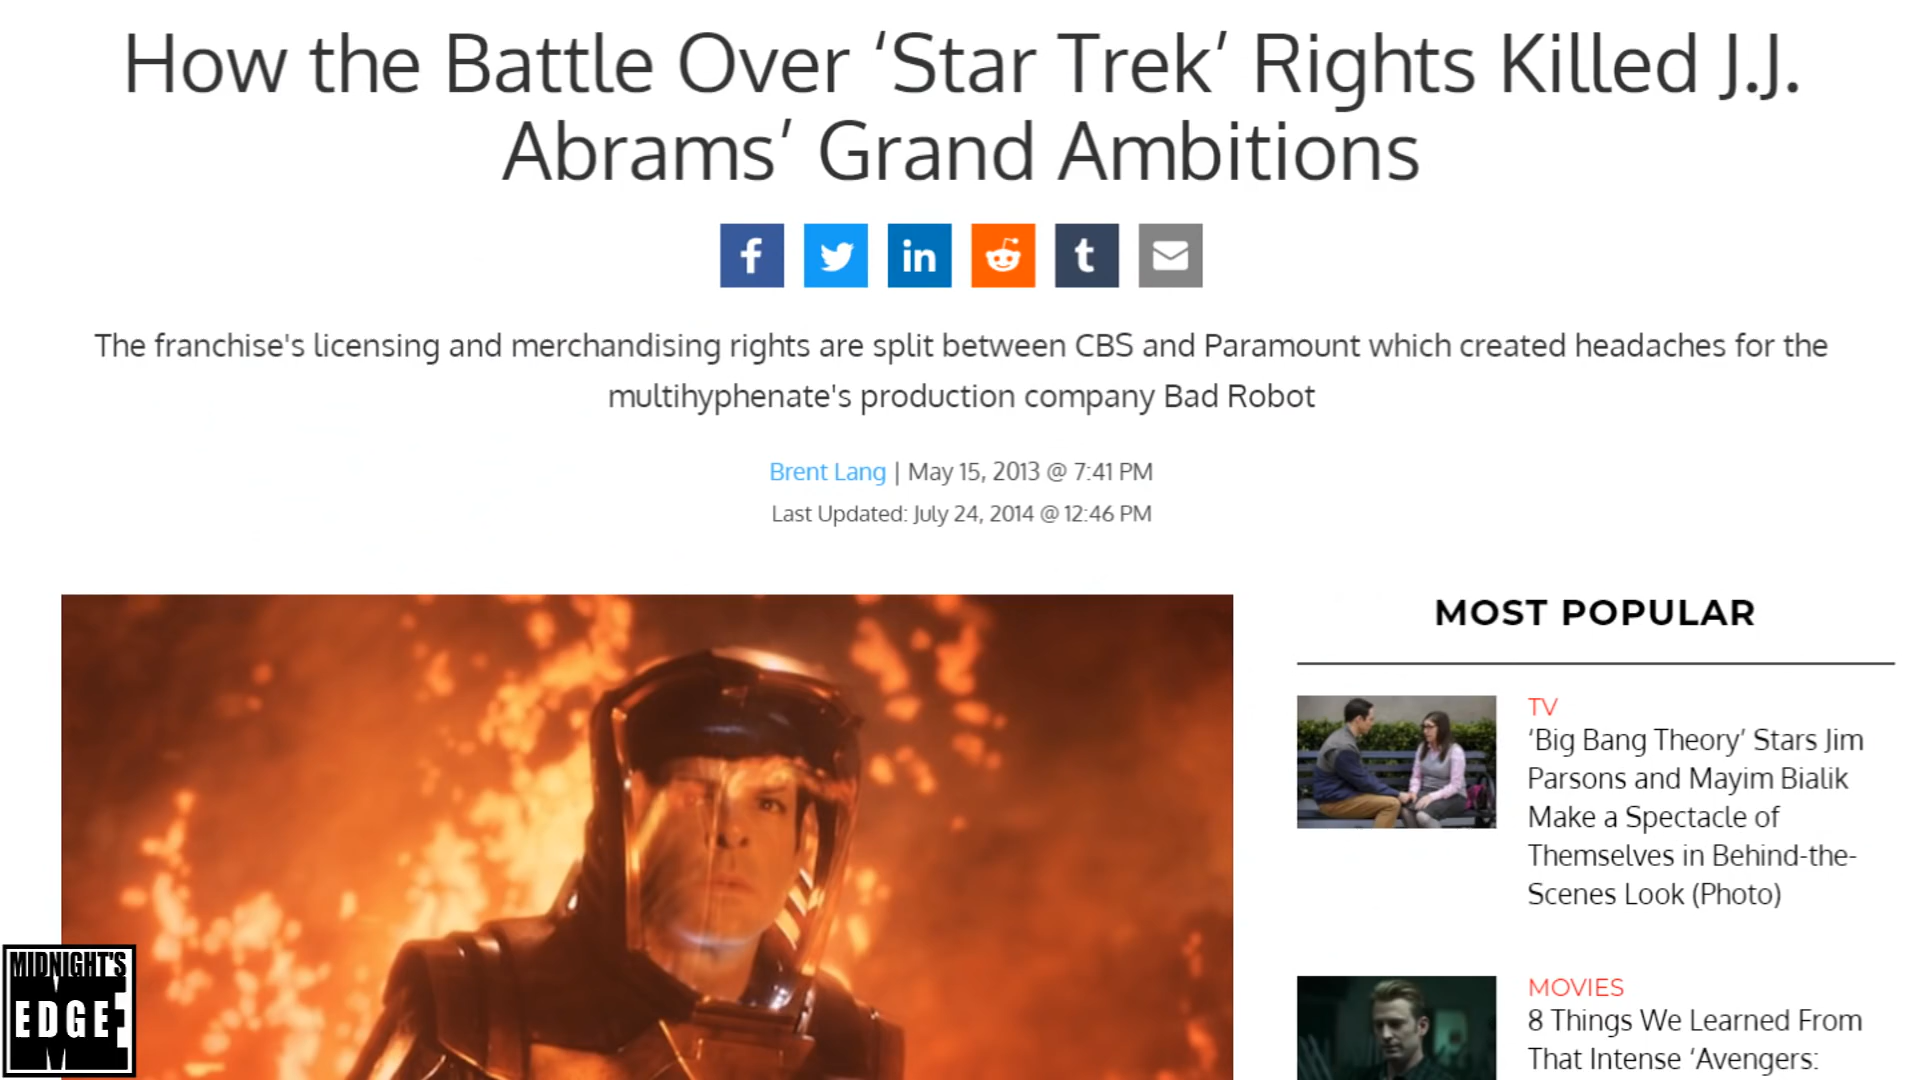 How the Battle Over ‘Star Trek’ Rights Killed J.J.
Abrams’ Grand Ambitions
f
in
t
The franchise's licensing and merchandising rights are split between CBS and Paramount which created headaches for the
multihyphenate's production company Bad Robot
Brent Lang | May 15, 2013 @ 7:41 PM
Last Updated: July 24, 2014 @ 12:46 PM
MOST POPULAR
TV
‘Big Bang Theory’ Stars Jim
Parsons and Mayim Bialik
Make a Spectacle of
Themselves in Behind-the-
Scenes Look (Photo)
MOVIES
8 Things We Learned From
That Intense ‘Avengers:
MIDNIGHT'S
EDGE